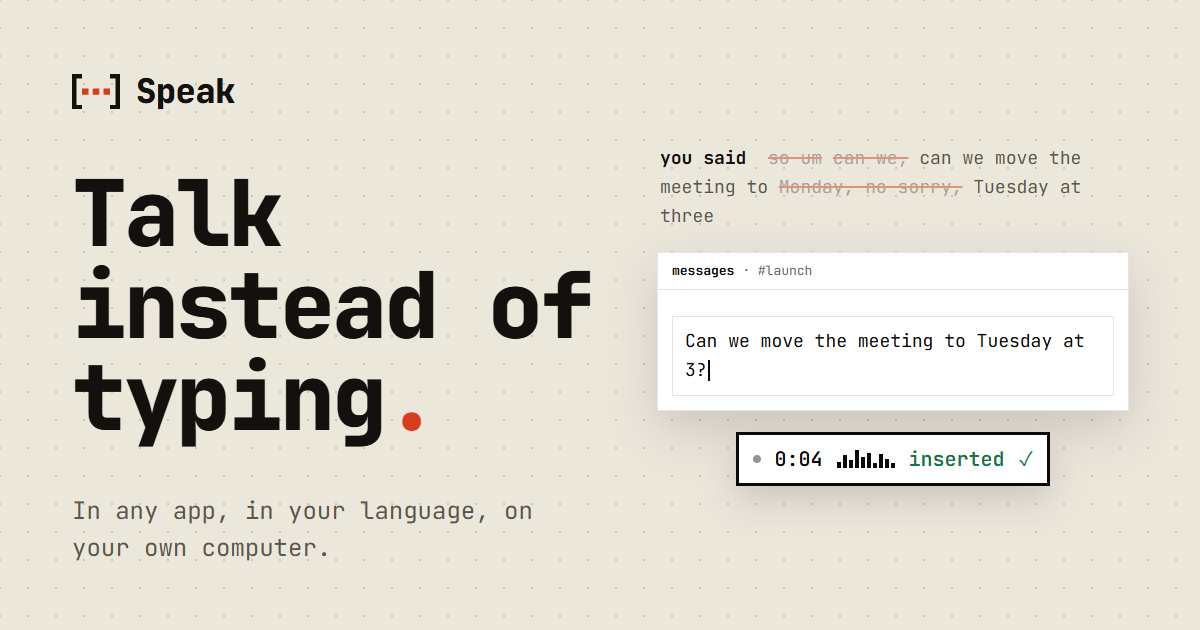 [---] Speak
Talk
instead of
typing.
In any app, in your language, on
your own computer.
you said so um can we, can we move the
meeting to Monday, no sorry, Tuesday at
three
messages · #launch
Can we move the meeting to Tuesday at
3?
0:04 inserted ✓